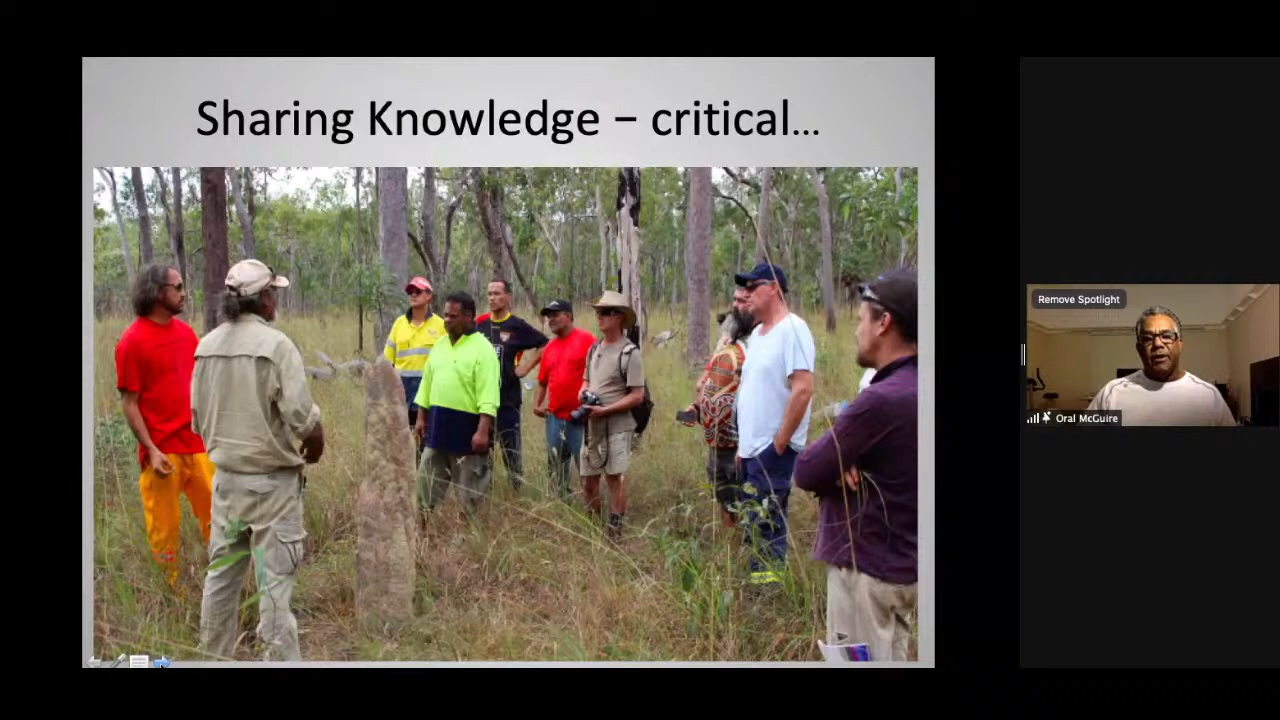 Sharing Knowledge – critical...
Remove Spotlight
Oral McGuire